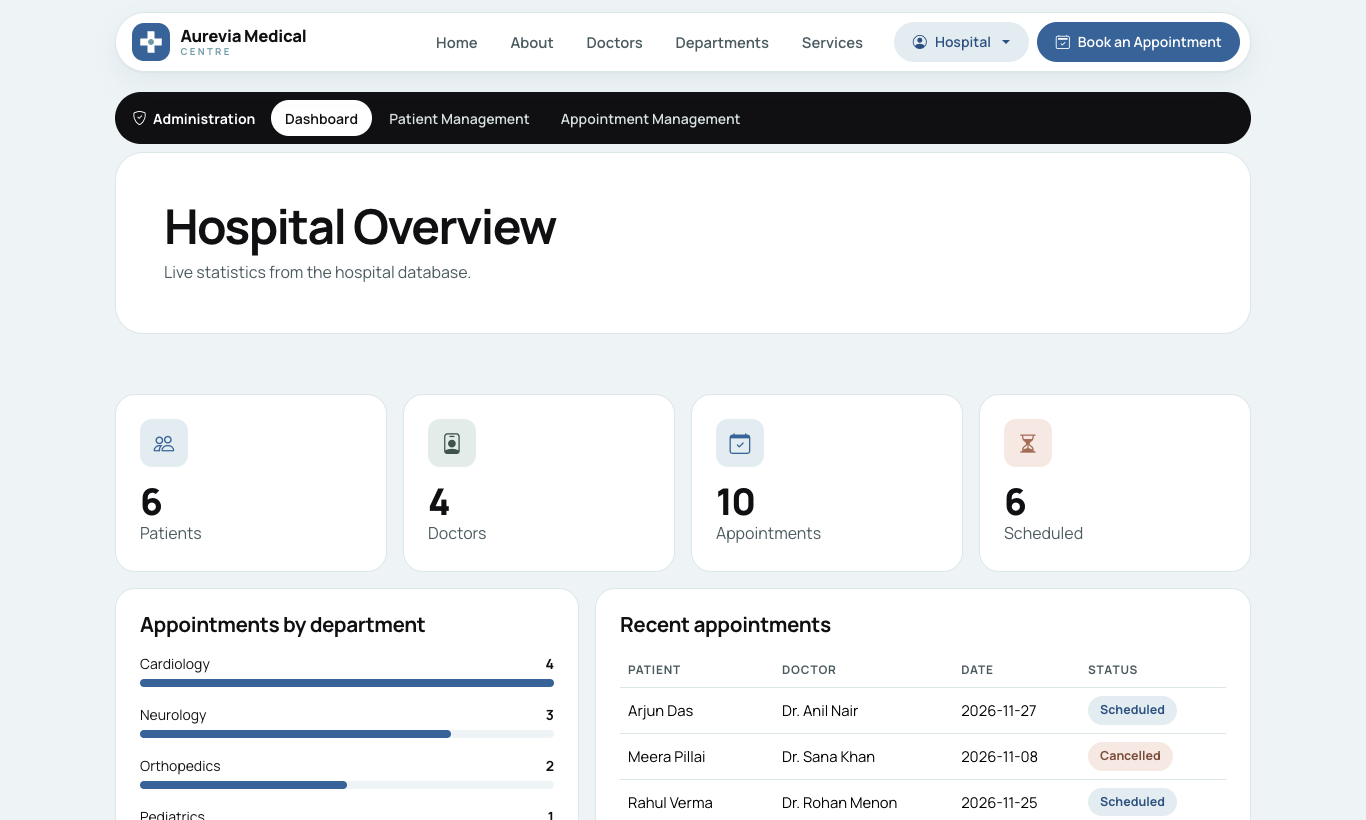 Aurevia Medical
CENTRE
Home About Doctors Departments Services Hospital Book an Appointment
Administration Dashboard Patient Management Appointment Management
Hospital Overview
Live statistics from the hospital database.
6
Patients
4
Doctors
10
Appointments
6
Scheduled
Appointments by department
Cardiology 4
Neurology 3
Orthopedics 2
Pediatrics 1
Recent appointments
PATIENT DOCTOR DATE STATUS
Arjun Das Dr. Anil Nair 2026-11-27 Scheduled
Meera Pillai Dr. Sana Khan 2026-11-08 Cancelled
Rahul Verma Dr. Rohan Menon 2026-11-25 Scheduled